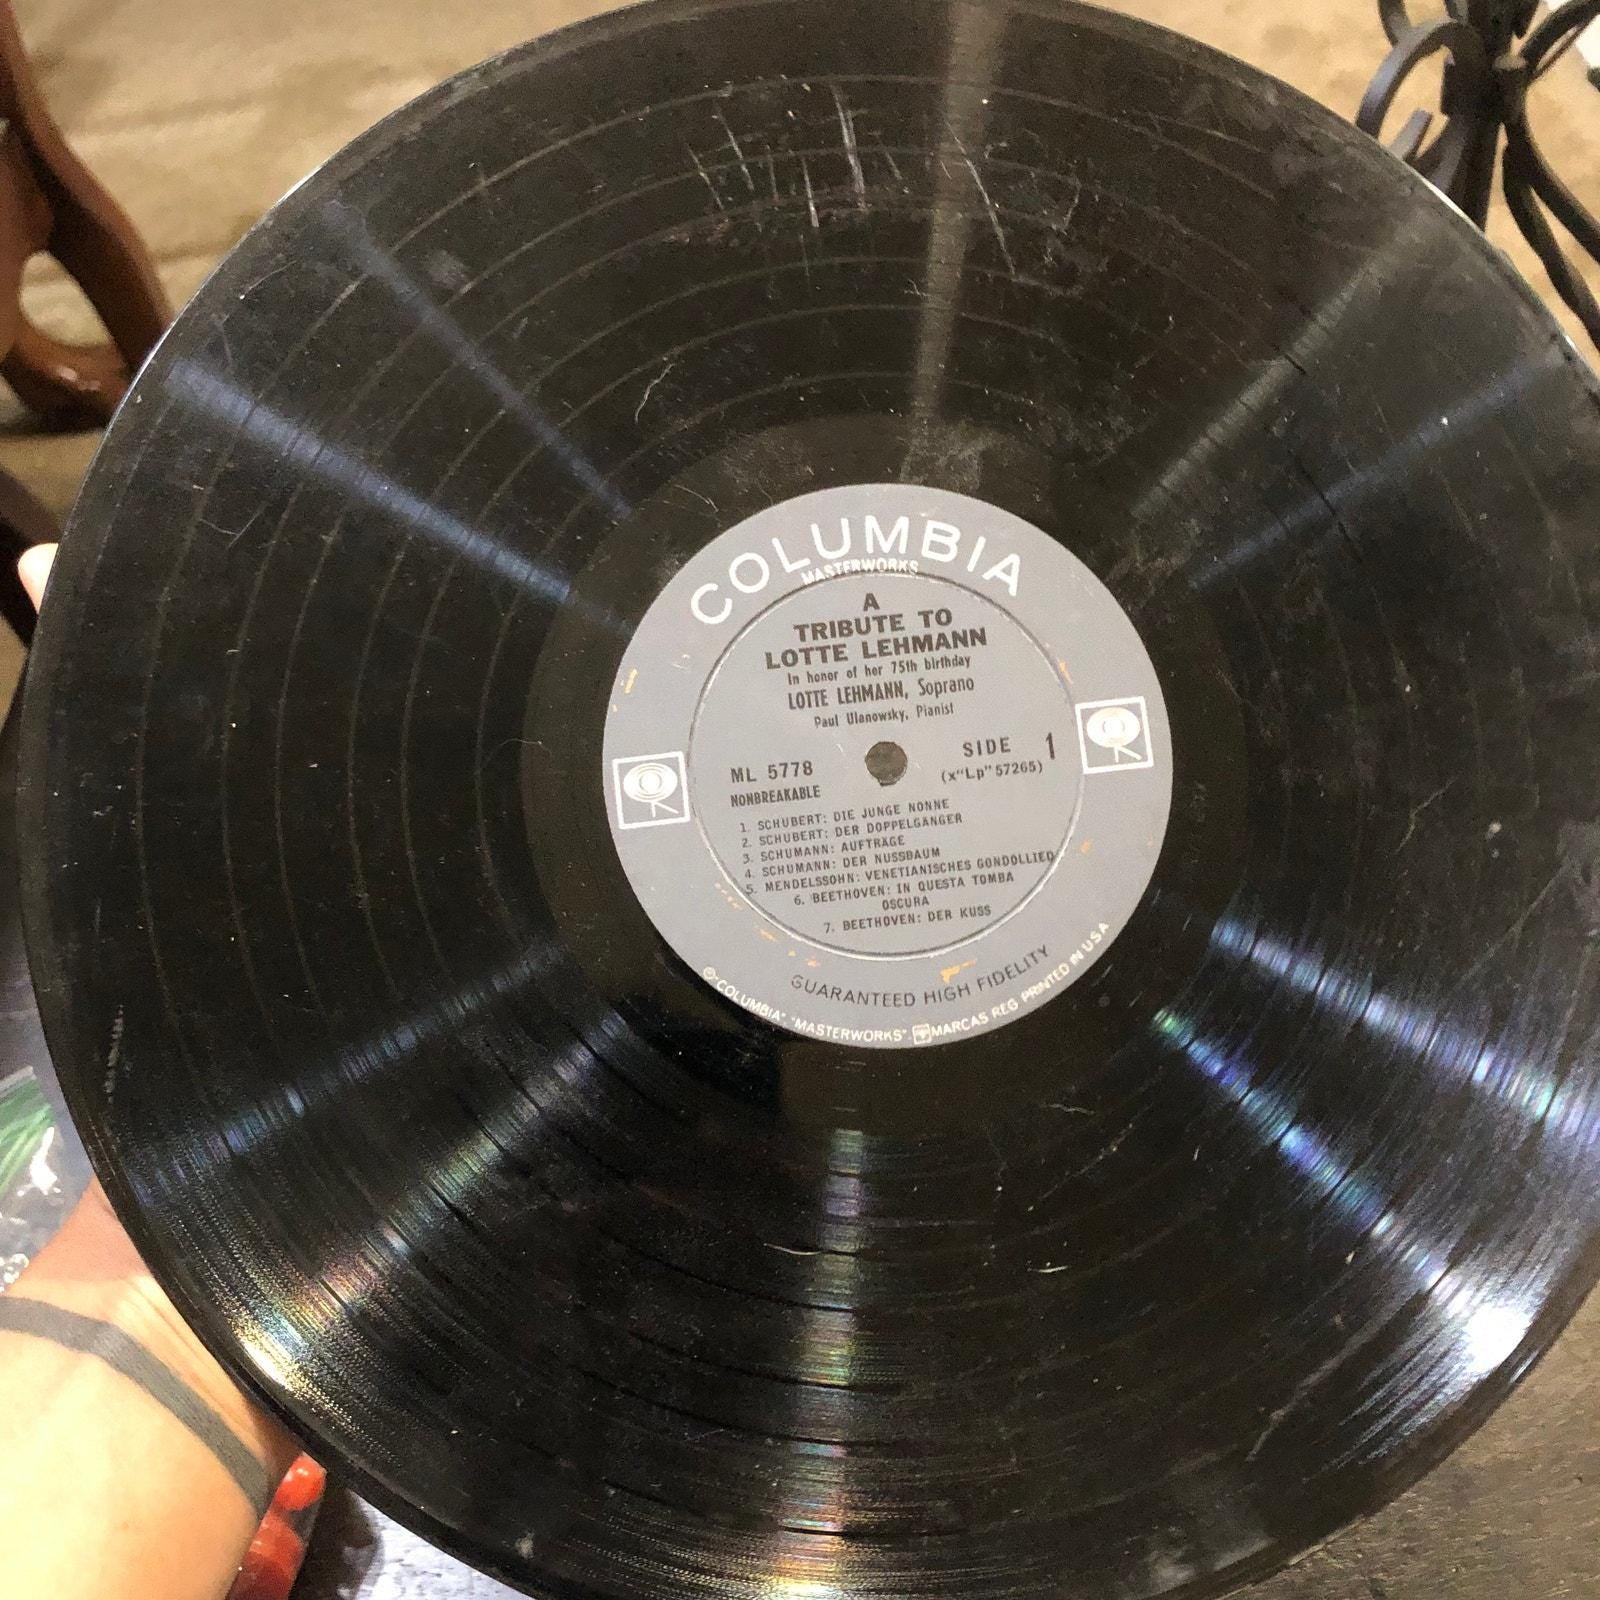 COLUMBIA
MASTERWORKS
A
TRIBUTE TO
LOTTE LEHMANN
In honor of her 75th birthday
LOTTE LEHMANN, Soprano
Paul Ulanowsky, Pianist
SIDE 1
ML 5778
(x"Lp" 57265)
NONBREAKABLE
1. SCHUBERT: DIE JUNGE NONNE
2. SCHUBERT: DER DOPPELGANGER
3. SCHUMANN: AUFTRÄGE
4. SCHUMANN: DER NUSSBAUM
5. MENDELSSOHN: VENETIANISCHES GONDOLLIED
6. BEETHOVEN: IN QUESTA TOMBA
OSCURA
7. BEETHOVEN: DER KUSS
GUARANTEED HIGH FIDELITY
℗ "COLUMBIA" "MASTERWORKS". MARCAS REG PRINTED IN USA